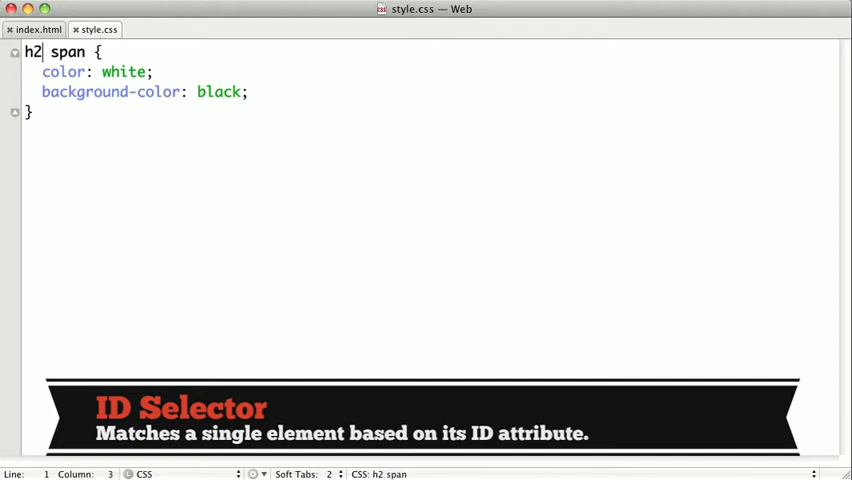 style.css — Web
index.html
style.css
h2 span {
color: white;
background-color: black;
}
ID Selector
Matches a single element based on its ID attribute.
Line: 1 Column: 3 CSS Soft Tabs: 2 CSS: h2 span